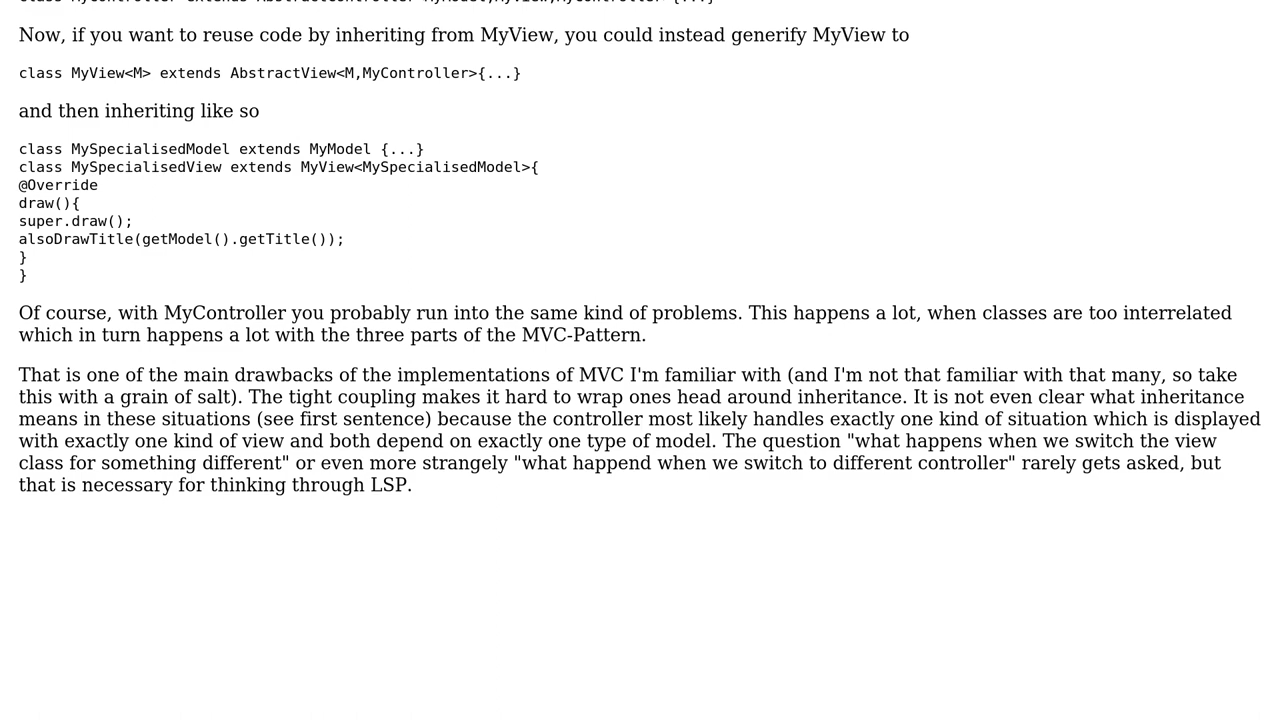 Now, if you want to reuse code by inheriting from MyView, you could instead generify MyView to
class MyView<M> extends AbstractView<M,MyController>{...}
and then inheriting like so
class MySpecialisedModel extends MyModel {...}
class MySpecialisedView extends MyView<MySpecialisedModel>{
@Override
draw(){
super.draw();
alsoDrawTitle(getModel().getTitle());
}
}
Of course, with MyController you probably run into the same kind of problems. This happens a lot, when classes are too interrelated
which in turn happens a lot with the three parts of the MVC-Pattern.
That is one of the main drawbacks of the implementations of MVC I'm familiar with (and I'm not that familiar with that many, so take
this with a grain of salt). The tight coupling makes it hard to wrap ones head around inheritance. It is not even clear what inheritance
means in these situations (see first sentence) because the controller most likely handles exactly one kind of situation which is displayed
with exactly one kind of view and both depend on exactly one type of model. The question "what happens when we switch the view
class for something different" or even more strangely "what happend when we switch to different controller" rarely gets asked, but
that is necessary for thinking through LSP.